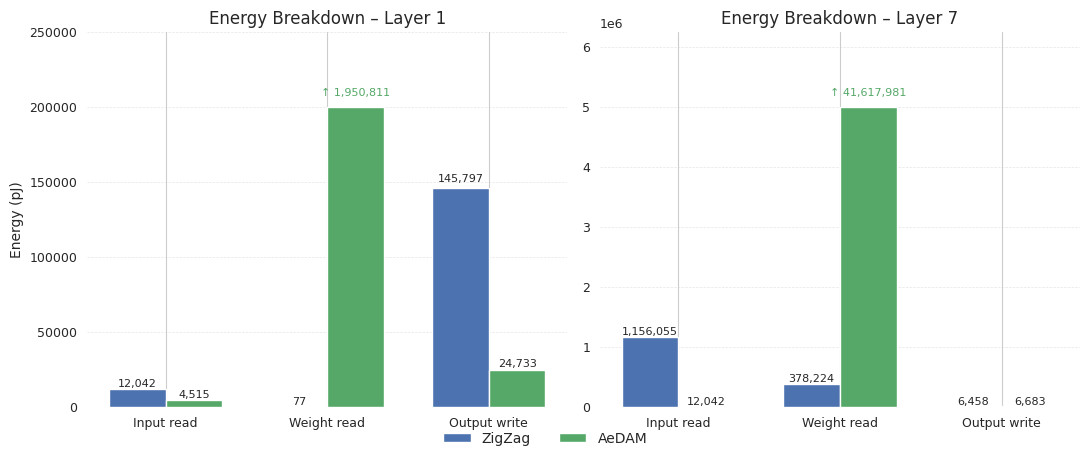 Energy Breakdown – Layer 1
Energy (pJ)
250000
200000
150000
100000
50000
0
↑ 1,950,811
145,797
24,733
12,042
4,515
77
Input read
Weight read
Output write
Energy Breakdown – Layer 7
1e6
6
5
4
3
2
1
0
↑ 41,617,981
1,156,055
12,042
378,224
6,458
6,683
Input read
Weight read
Output write
ZigZag
AeDAM